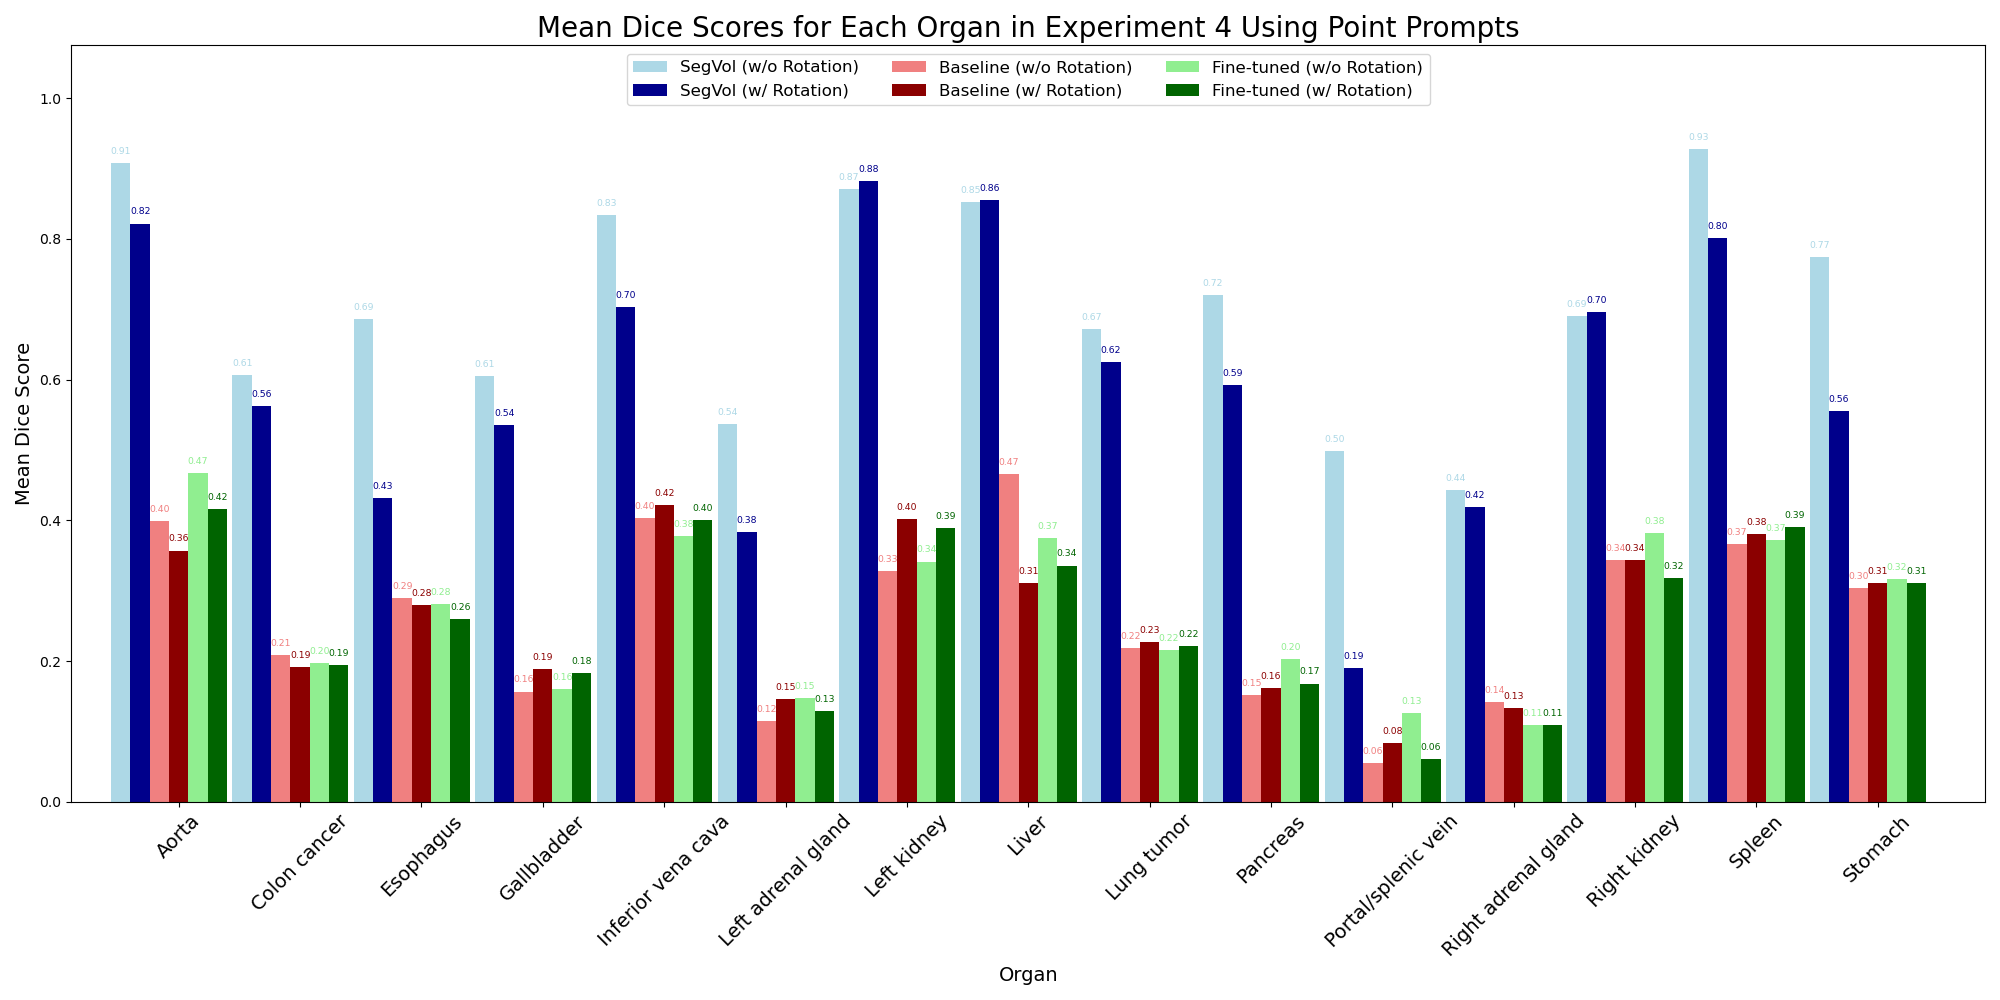 Mean Dice Scores for Each Organ in Experiment 4 Using Point Prompts
SegVol (w/o Rotation) Baseline (w/o Rotation) Fine-tuned (w/o Rotation)
SegVol (w/ Rotation) Baseline (w/ Rotation) Fine-tuned (w/ Rotation)
Mean Dice Score
1.0
0.8
0.6
0.4
0.2
0.0
0.91 0.82 0.40 0.36 0.47 0.42
0.61 0.56 0.21 0.19 0.20 0.19
0.69 0.43 0.29 0.28 0.28 0.26
0.61 0.54 0.16 0.19 0.16 0.18
0.83 0.70 0.40 0.42 0.38 0.40
0.54 0.38 0.12 0.15 0.15 0.13
0.87 0.88 0.33 0.40 0.34 0.39
0.85 0.86 0.47 0.31 0.37 0.34
0.67 0.62 0.22 0.23 0.22 0.22
0.72 0.59 0.15 0.16 0.20 0.17
0.50 0.19 0.06 0.08 0.13 0.06
0.44 0.42 0.14 0.13 0.11 0.11
0.69 0.70 0.34 0.34 0.38 0.32
0.93 0.80 0.37 0.38 0.37 0.39
0.77 0.56 0.30 0.31 0.32 0.31
Aorta
Colon cancer
Esophagus
Gallbladder
Inferior vena cava
Left adrenal gland
Left kidney
Liver
Lung tumor
Pancreas
Portal/splenic vein
Right adrenal gland
Right kidney
Spleen
Stomach
Organ